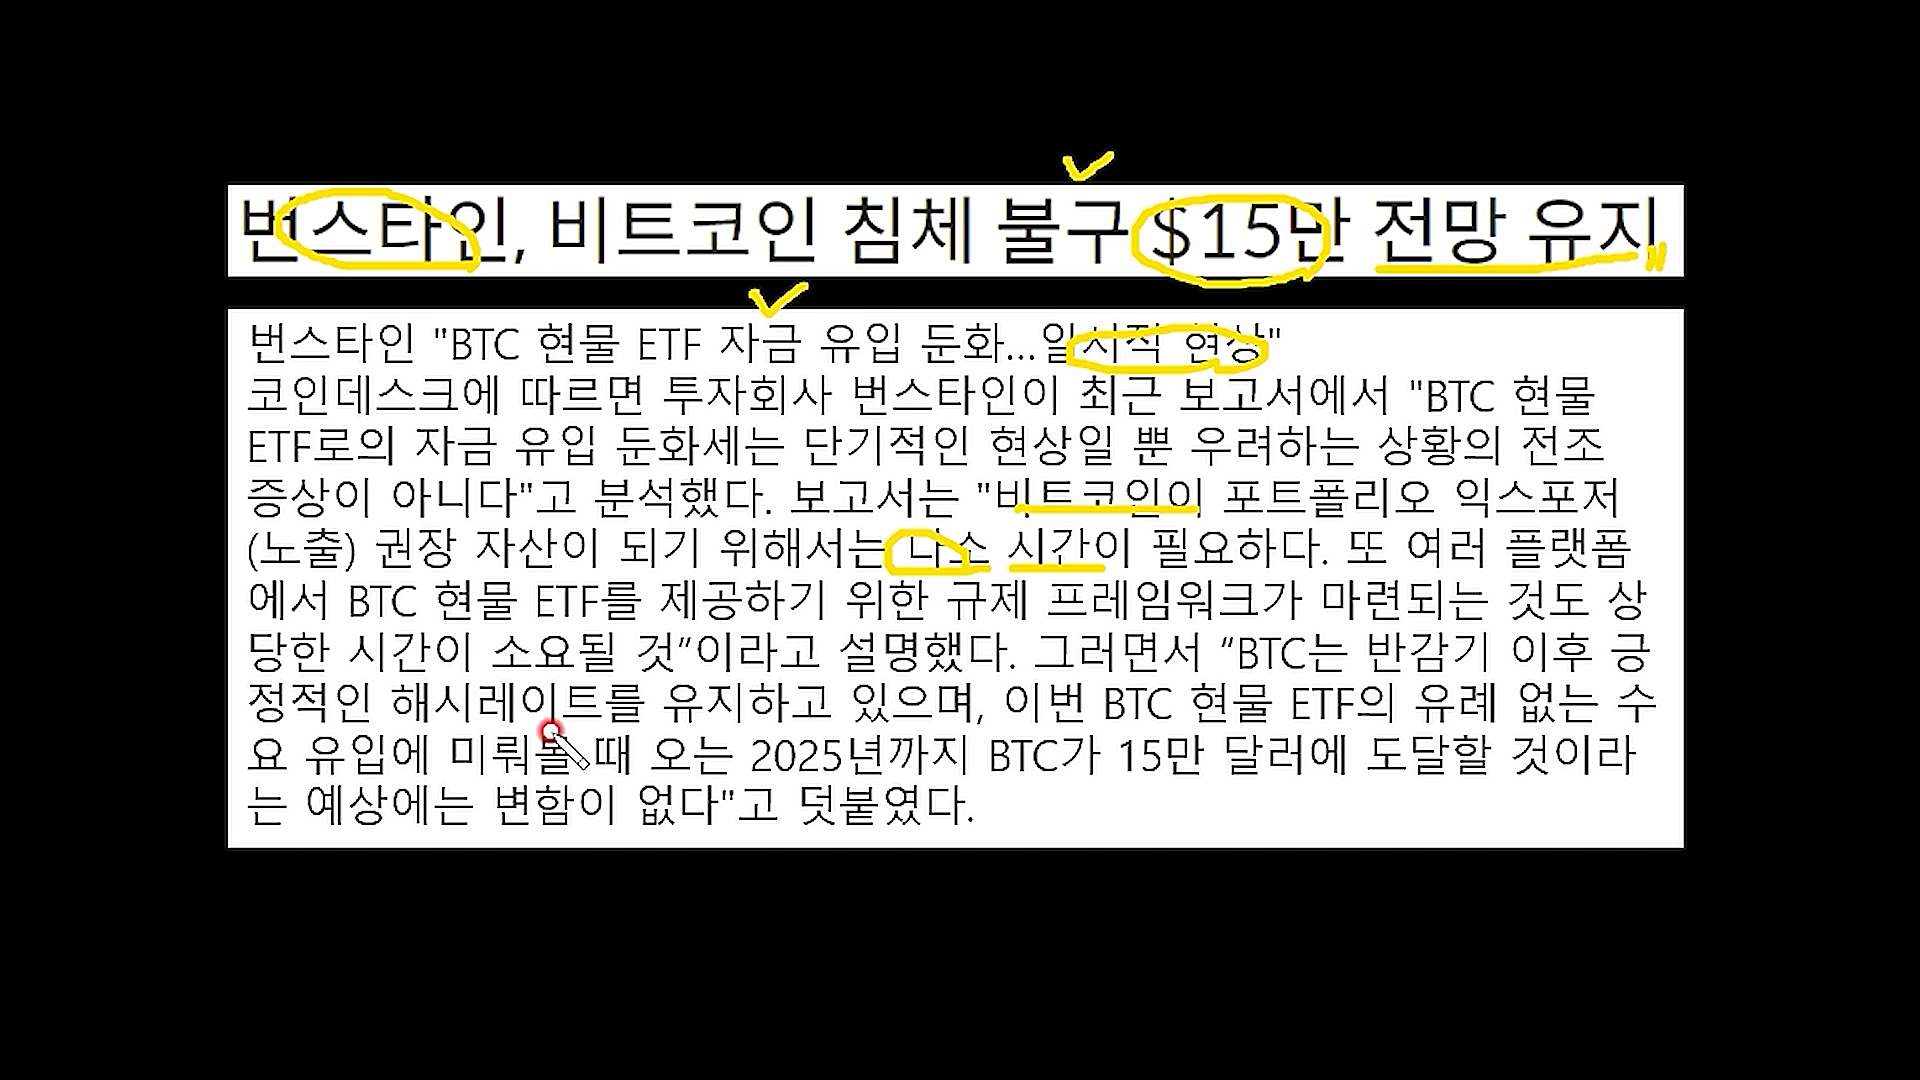 번스타인, 비트코인 침체 불구 $15만 전망 유지
번스타인 "BTC 현물 ETF 자금 유입 둔화...일시적 현상"
코인데스크에 따르면 투자회사 번스타인이 최근 보고서에서 "BTC 현물
ETF로의 자금 유입 둔화세는 단기적인 현상일 뿐 우려하는 상황의 전조
증상이 아니다"고 분석했다. 보고서는 "비트코인이 포트폴리오 익스포저
(노출) 권장 자산이 되기 위해서는 다소 시간이 필요하다. 또 여러 플랫폼
에서 BTC 현물 ETF를 제공하기 위한 규제 프레임워크가 마련되는 것도 상
당한 시간이 소요될 것”이라고 설명했다. 그러면서 “BTC는 반감기 이후 긍
정적인 해시레이트를 유지하고 있으며, 이번 BTC 현물 ETF의 유례 없는 수
요 유입에 미뤄볼 때 오는 2025년까지 BTC가 15만 달러에 도달할 것이라
는 예상에는 변함이 없다"고 덧붙였다.